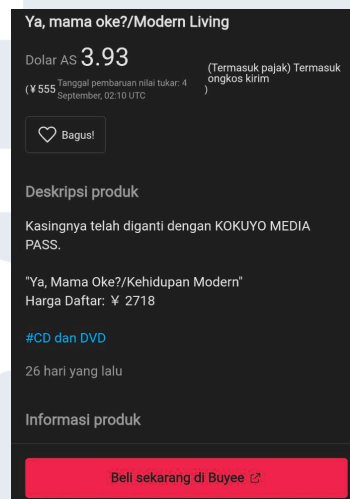 Ya, mama oke?/Modern Living
Dolar AS 3.93
(¥ 555 Tanggal pembaruan nilai tukar: 4
September, 02:10 UTC
(Termasuk pajak) Termasuk
ongkos kirim
)
Bagus!
Deskripsi produk
Kasingnya telah diganti dengan KOKUYO MEDIA
PASS.
"Ya, Mama Oke?/Kehidupan Modern"
Harga Daftar: ¥ 2718
#CD dan DVD
26 hari yang lalu
Informasi produk
Beli sekarang di Buyee